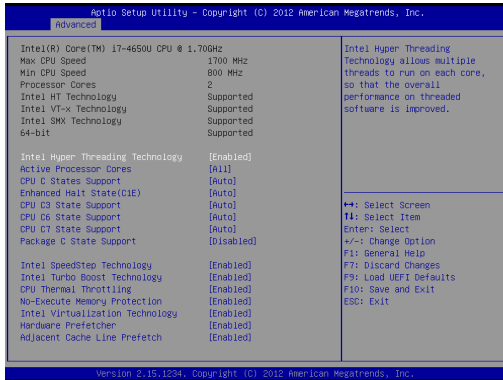 Aptio Setup Utility – Copyright (C) 2012 American Megatrends, Inc.
Advanced
Intel(R) Core(TM) i7-4650U CPU @ 1.70GHz
Max CPU Speed 1700 MHz
Min CPU Speed 800 MHz
Processor Cores 2
Intel HT Technology Supported
Intel VT-x Technology Supported
Intel SMX Technology Supported
64-bit Supported
Intel Hyper Threading Technology [Enabled]
Active Processor Cores [All]
CPU C States Support [Auto]
Enhanced Halt State(C1E) [Auto]
CPU C3 State Support [Auto]
CPU C6 State Support [Auto]
CPU C7 State Support [Auto]
Package C State Support [Disabled]
Intel SpeedStep Technology [Enabled]
Intel Turbo Boost Technology [Enabled]
CPU Thermal Throttling [Enabled]
No-Execute Memory Protection [Enabled]
Intel Virtualization Technology [Enabled]
Hardware Prefetcher [Enabled]
Adjacent Cache Line Prefetch [Enabled]
Intel Hyper Threading
Technology allows multiple
threads to run on each core,
so that the overall
performance on threaded
software is improved.
↔: Select Screen
↑↓: Select Item
Enter: Select
+/-: Change Option
F1: General Help
F7: Discard Changes
F9: Load UEFI Defaults
F10: Save and Exit
ESC: Exit
Version 2.15.1234. Copyright (C) 2012 American Megatrends, Inc.